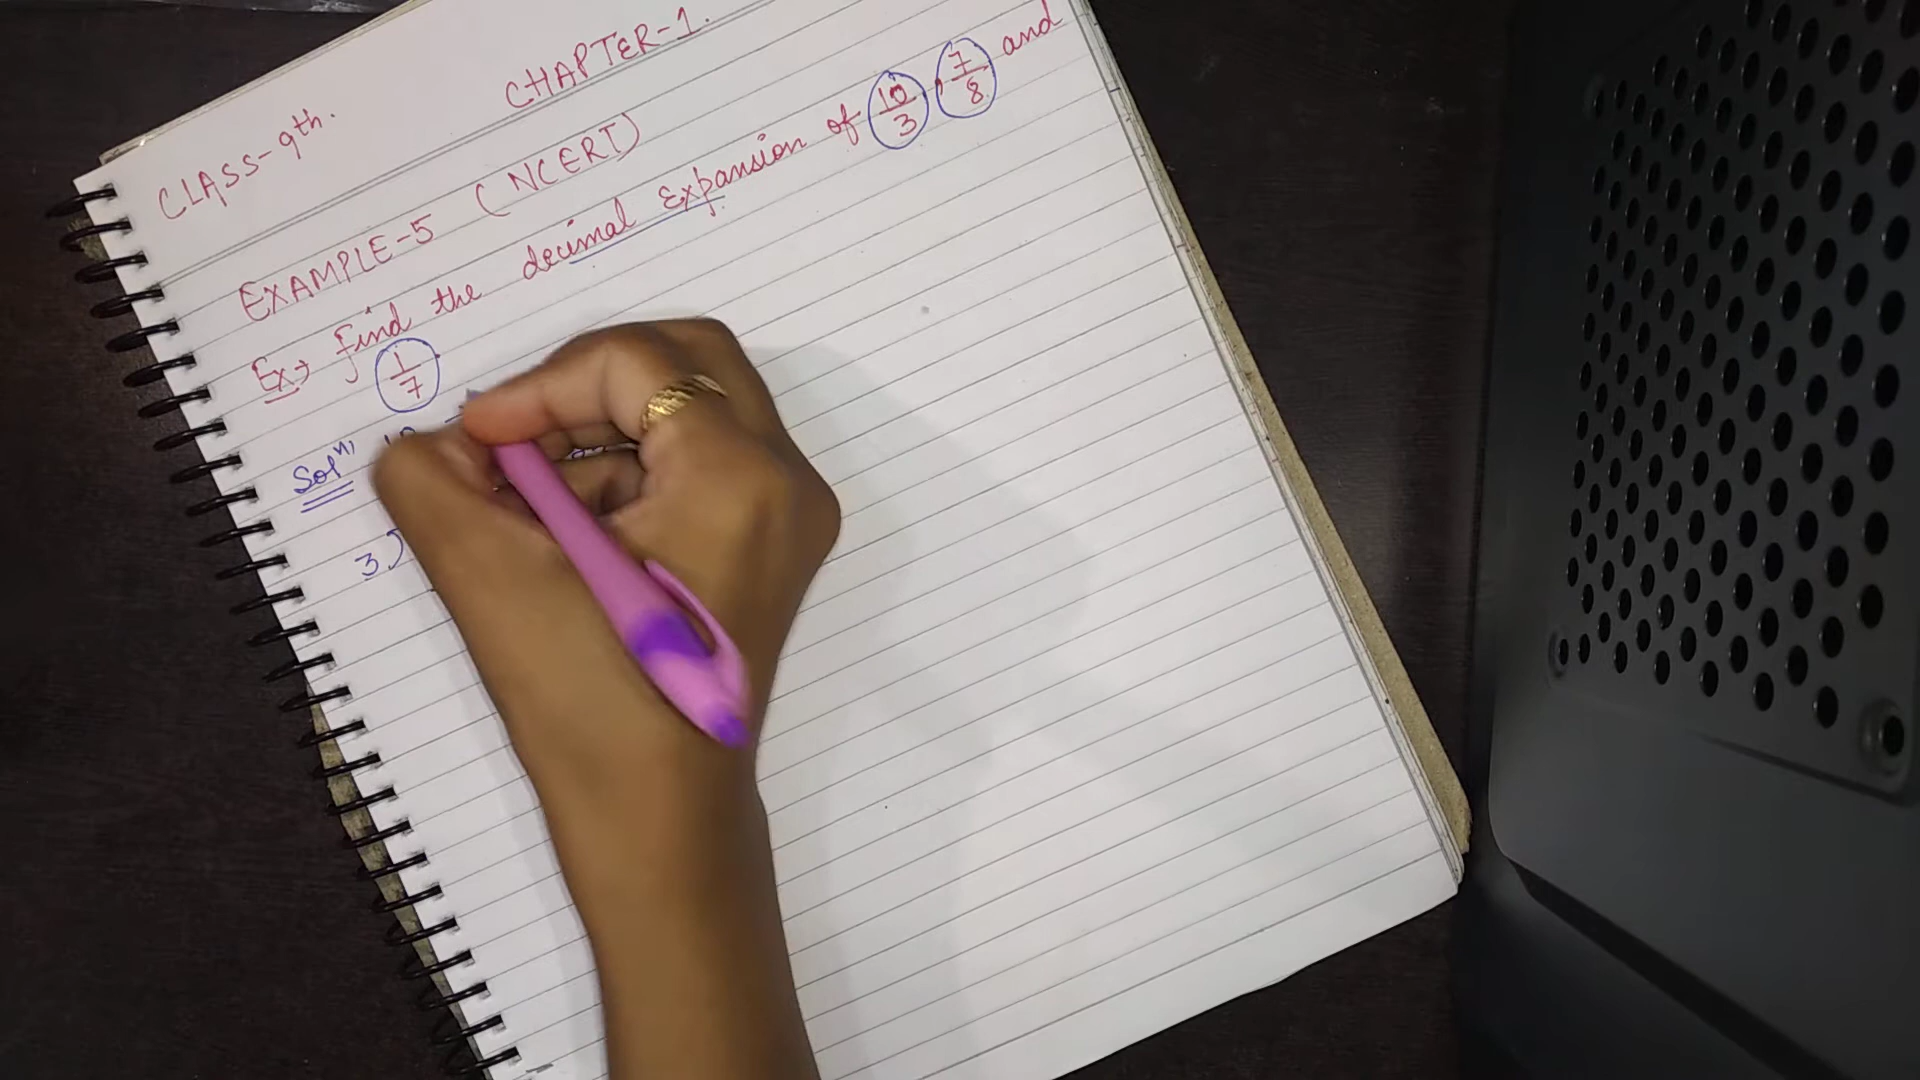 CHAPTER-1.
CLASS-9th.
EXAMPLE-5 (NCERT)
Ex→ Find the decimal expansion of 10/3, 7/8 and
1/7.
Solⁿ) 10
3)